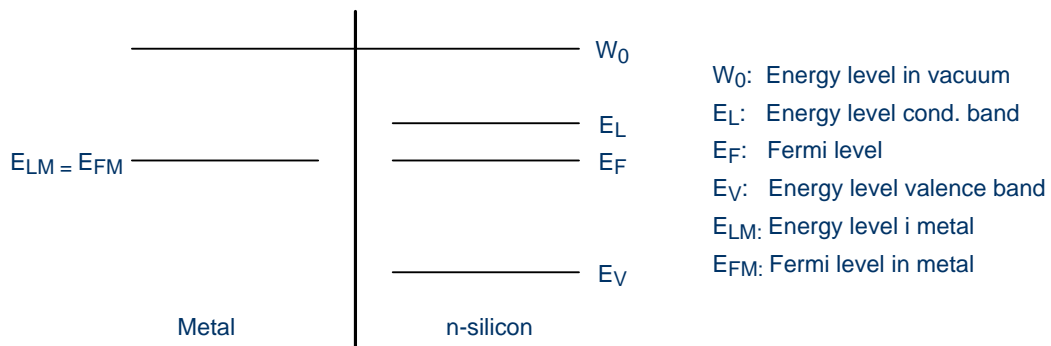 W0
EL
ELM = EFM
EF
EV
Metal
n-silicon
W0: Energy level in vacuum
EL: Energy level cond. band
EF: Fermi level
EV: Energy level valence band
ELM: Energy level i metal
EFM: Fermi level in metal